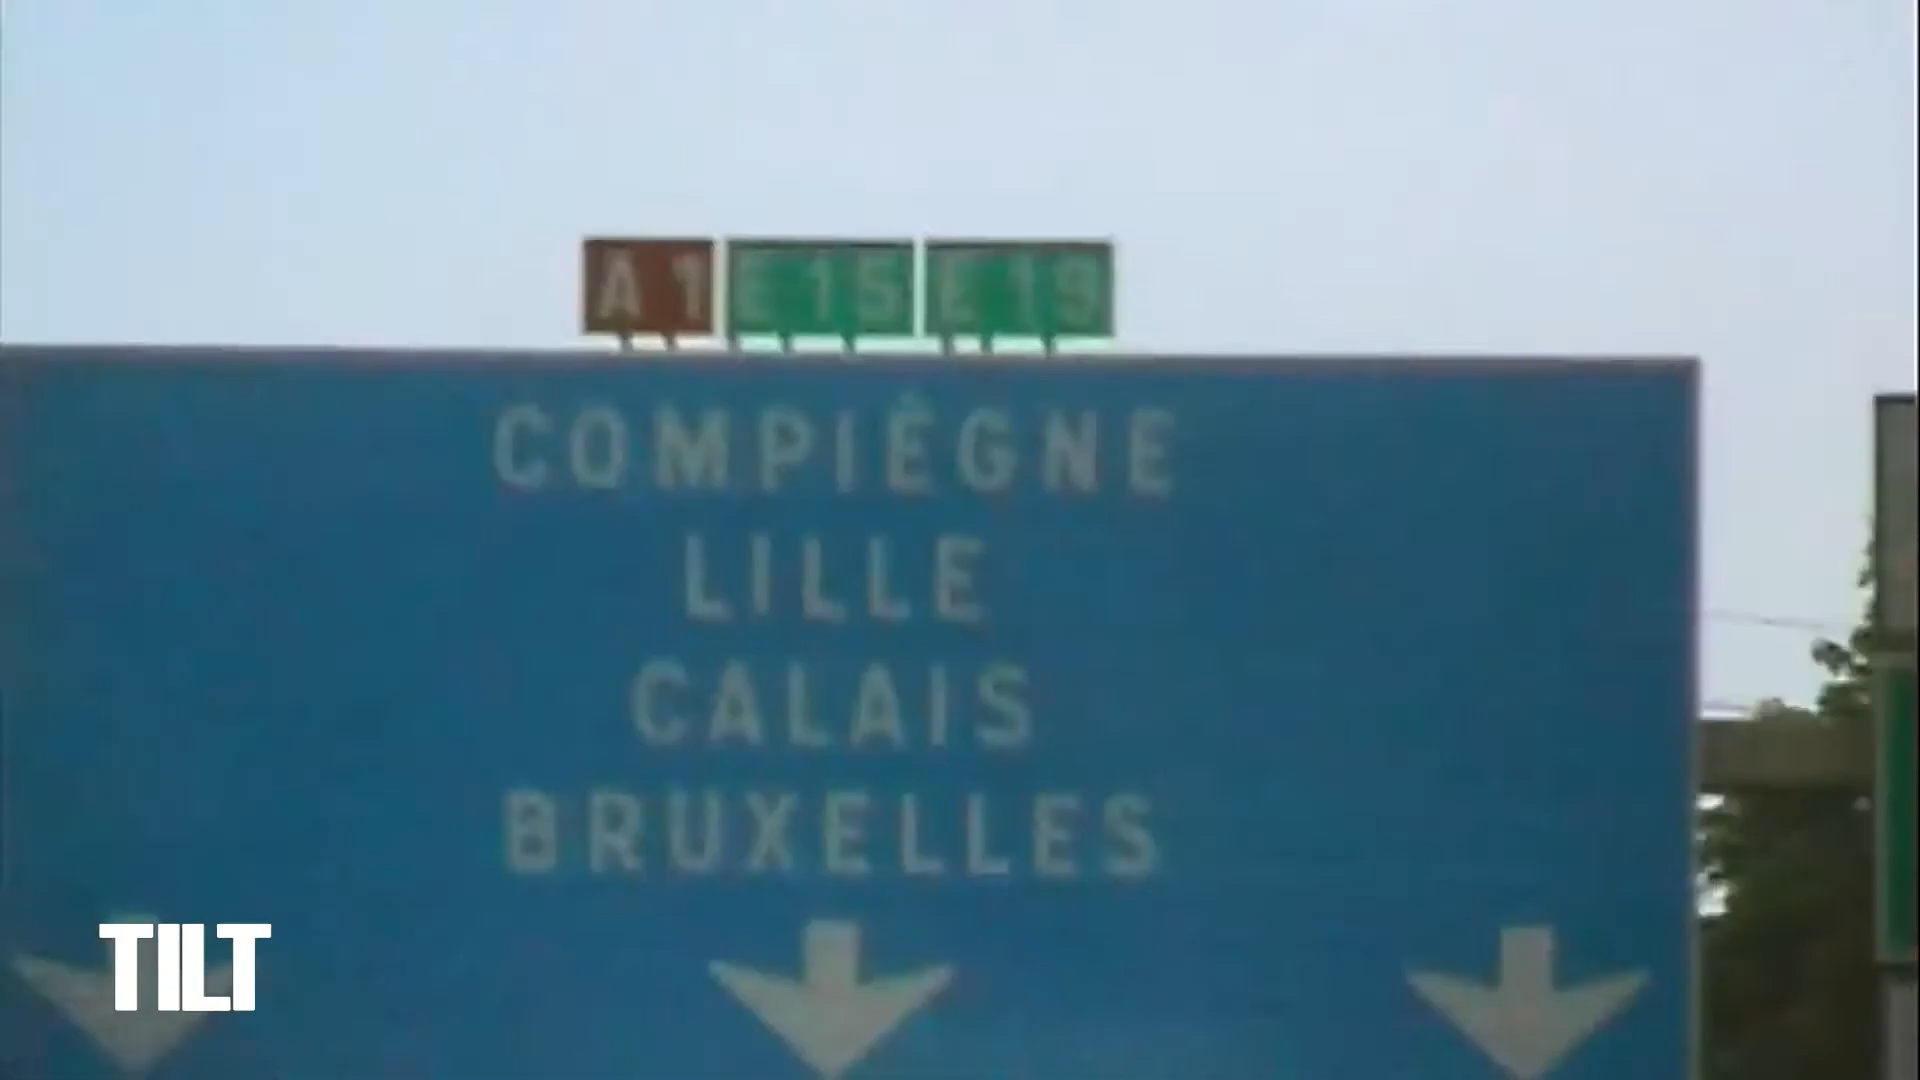 A 1 E 15 E 19
COMPIÈGNE
LILLE
CALAIS
BRUXELLES
TILT